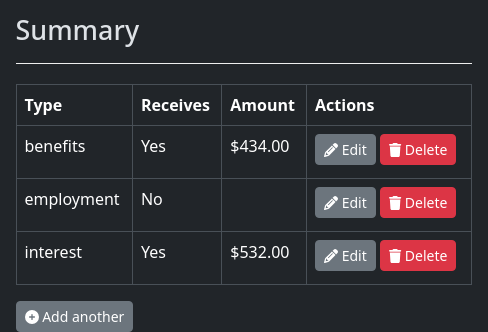 Summary
Type Receives Amount Actions
benefits Yes $434.00 Edit Delete
employment No Edit Delete
interest Yes $532.00 Edit Delete
Add another